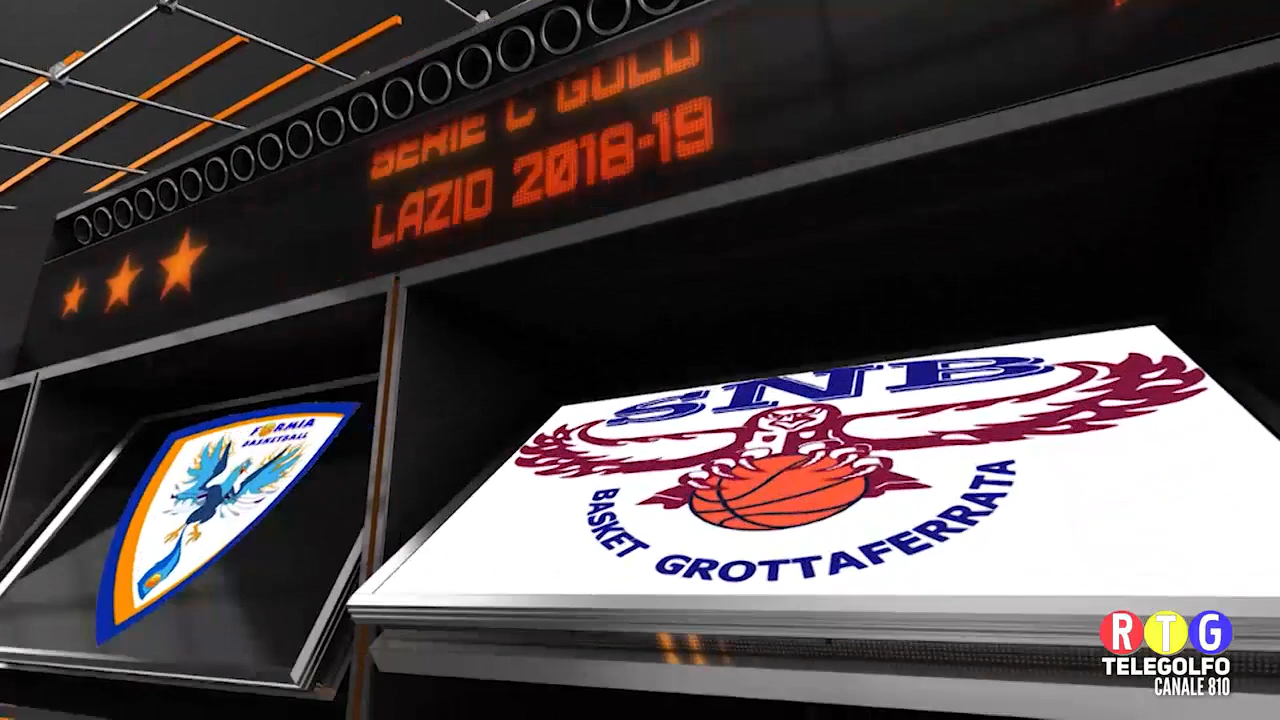 SERIE C GOLD
LAZIO 2018-19
FORMIA
BASKETBALL
SNB
BASKET GROTTAFERRATA
RTG
TELEGOLFO
CANALE 810